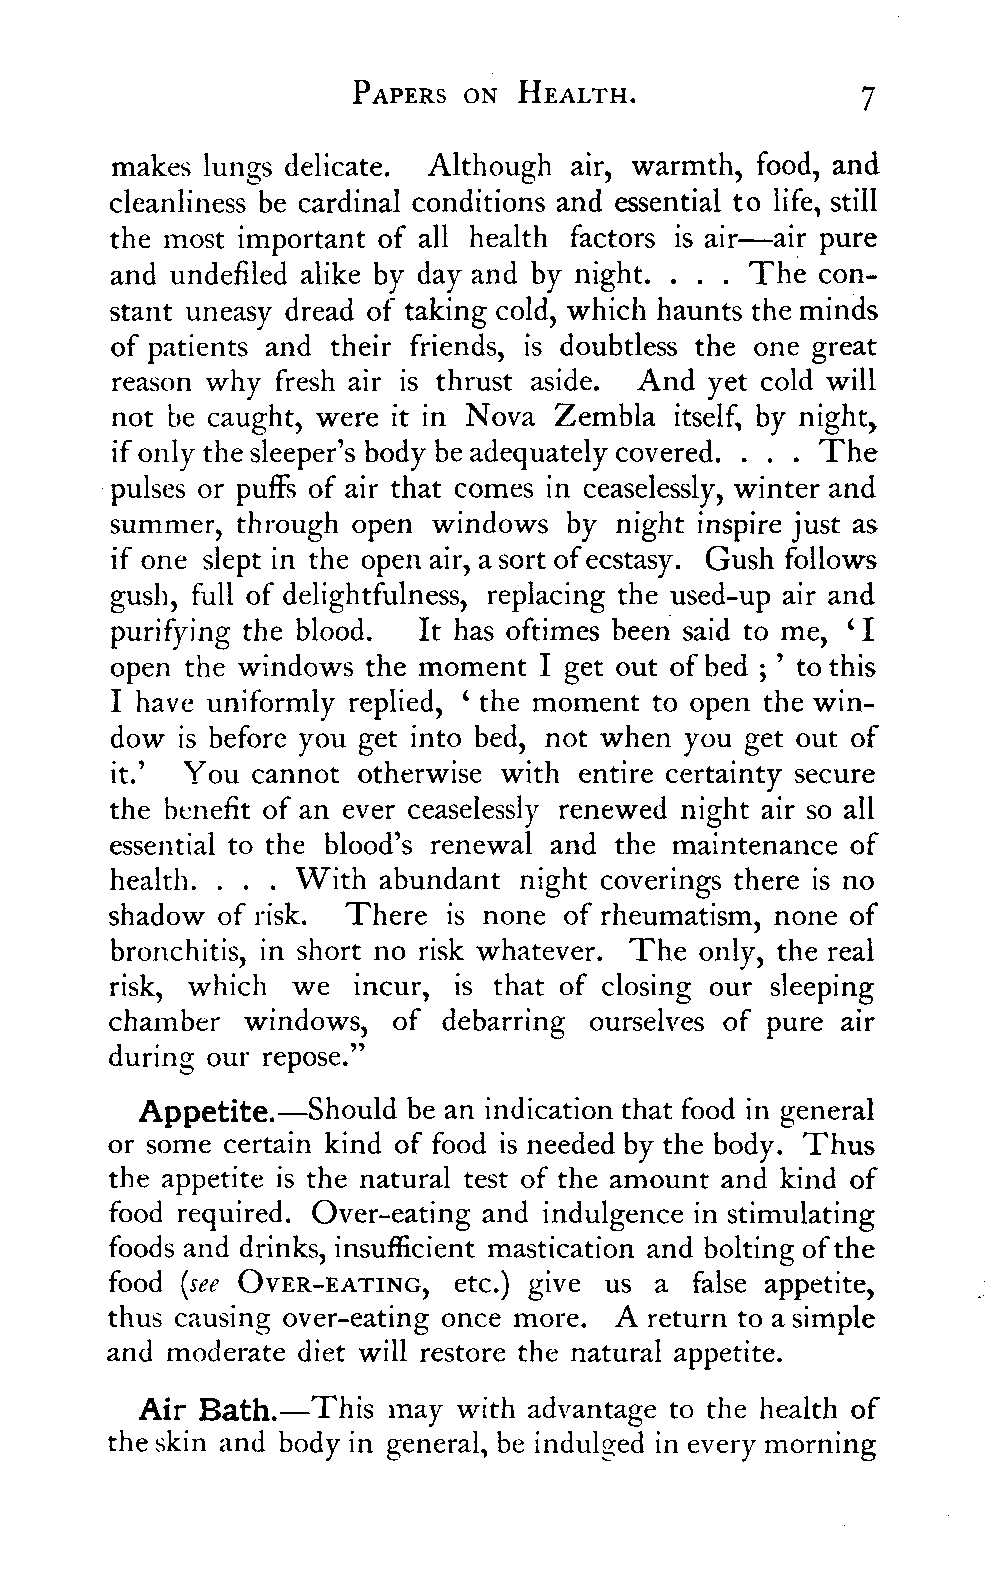 PAPERS ON HEALTH. 7
makes lungs delicate. Although air, warmth, food, and
cleanliness be cardinal conditions and essential to life, still
the most important of all health factors is air—air pure
and undefiled alike by day and by night. . . . The con-
stant uneasy dread of taking cold, which haunts the minds
of patients and their friends, is doubtless the one great
reason why fresh air is thrust aside. And yet cold will
not be caught, were it in Nova Zembla itself, by night,
if only the sleeper's body be adequately covered. . . . The
pulses or puffs of air that comes in ceaselessly, winter and
summer, through open windows by night inspire just as
if one slept in the open air, a sort of ecstasy. Gush follows
gush, full of delightfulness, replacing the used-up air and
purifying the blood. It has oftimes been said to me, ‘ I
open the windows the moment I get out of bed ; ’ to this
I have uniformly replied, ‘ the moment to open the win-
dow is before you get into bed, not when you get out of
it.’ You cannot otherwise with entire certainty secure
the benefit of an ever ceaselessly renewed night air so all
essential to the blood's renewal and the maintenance of
health. . . . With abundant night coverings there is no
shadow of risk. There is none of rheumatism, none of
bronchitis, in short no risk whatever. The only, the real
risk, which we incur, is that of closing our sleeping
chamber windows, of debarring ourselves of pure air
during our repose.”
Appetite.—Should be an indication that food in general
or some certain kind of food is needed by the body. Thus
the appetite is the natural test of the amount and kind of
food required. Over-eating and indulgence in stimulating
foods and drinks, insufficient mastication and bolting of the
food (see OVER-EATING, etc.) give us a false appetite,
thus causing over-eating once more. A return to a simple
and moderate diet will restore the natural appetite.
Air Bath.—This may with advantage to the health of
the skin and body in general, be indulged in every morning